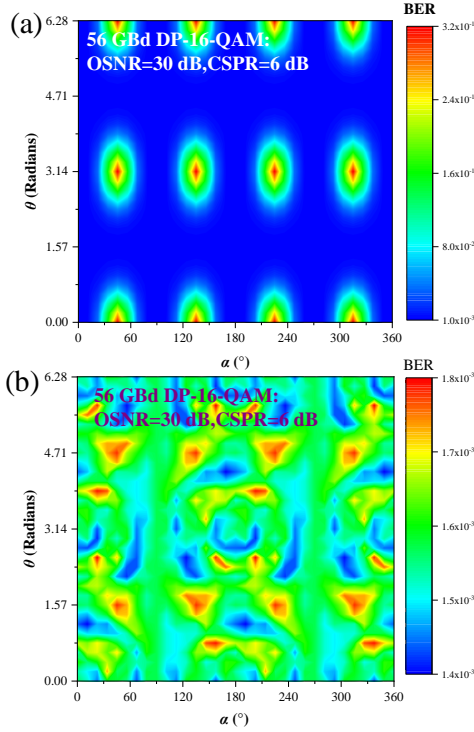 (a)
BER
56 GBd DP-16-QAM:
OSNR=30 dB,CSPR=6 dB
6.28
4.71
3.14
1.57
0.00
θ (Radians)
0 60 120 180 240 300 360
α (°)
3.2x10⁻¹
2.4x10⁻¹
1.6x10⁻¹
8.0x10⁻²
1.0x10⁻³
(b)
BER
56 GBd DP-16-QAM:
OSNR=30 dB,CSPR=6 dB
6.28
4.71
3.14
1.57
0.00
θ (Radians)
0 60 120 180 240 300 360
α (°)
1.8x10⁻³
1.7x10⁻³
1.6x10⁻³
1.5x10⁻³
1.4x10⁻³